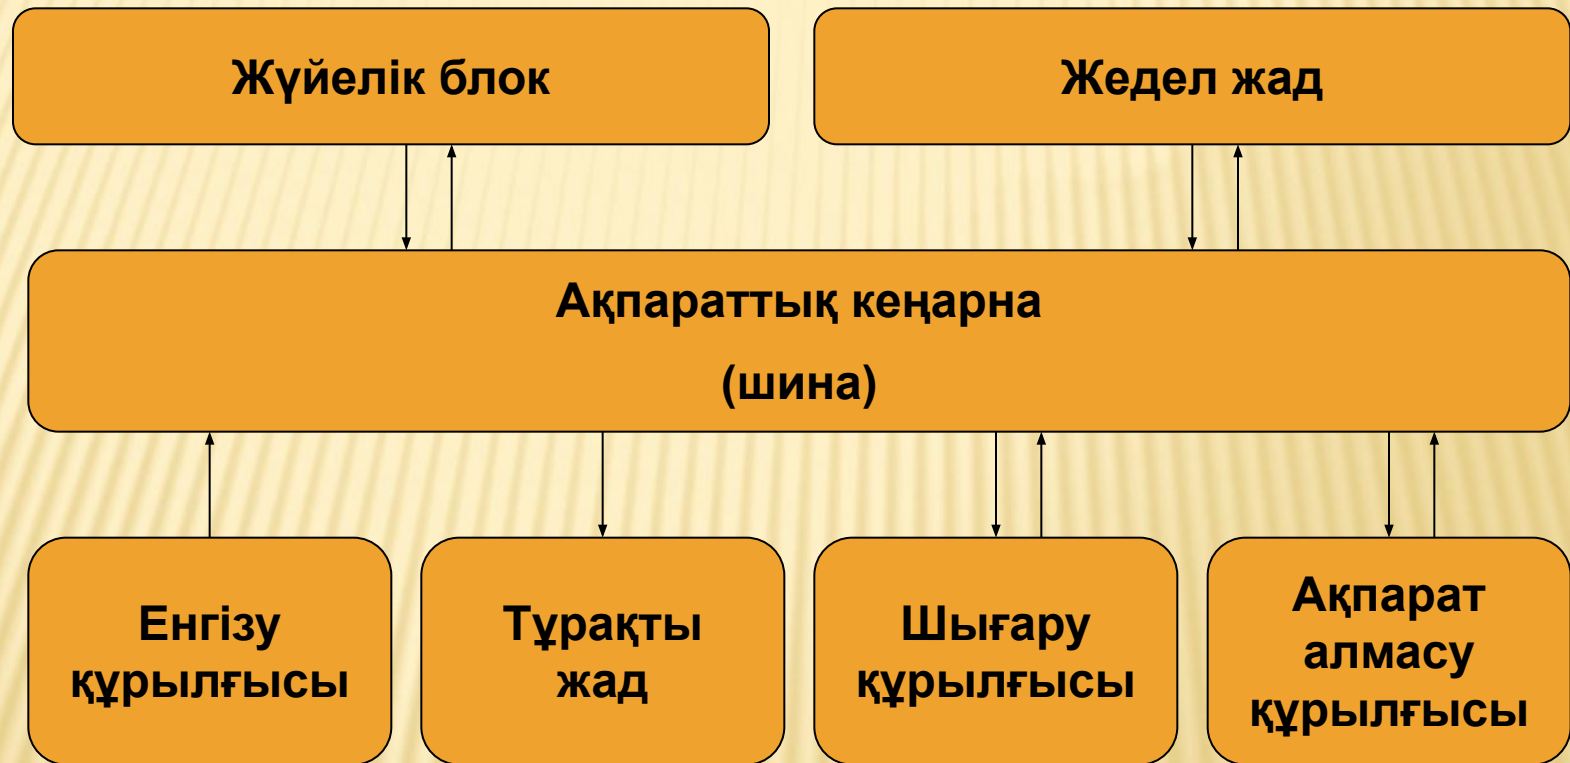 Жүйелік блок
Жедел жад
Ақпараттық кеңарна
(шина)
Енгізу
құрылғысы
Тұрақты
жад
Шығару
құрылғысы
Ақпарат
алмасу
құрылғысы